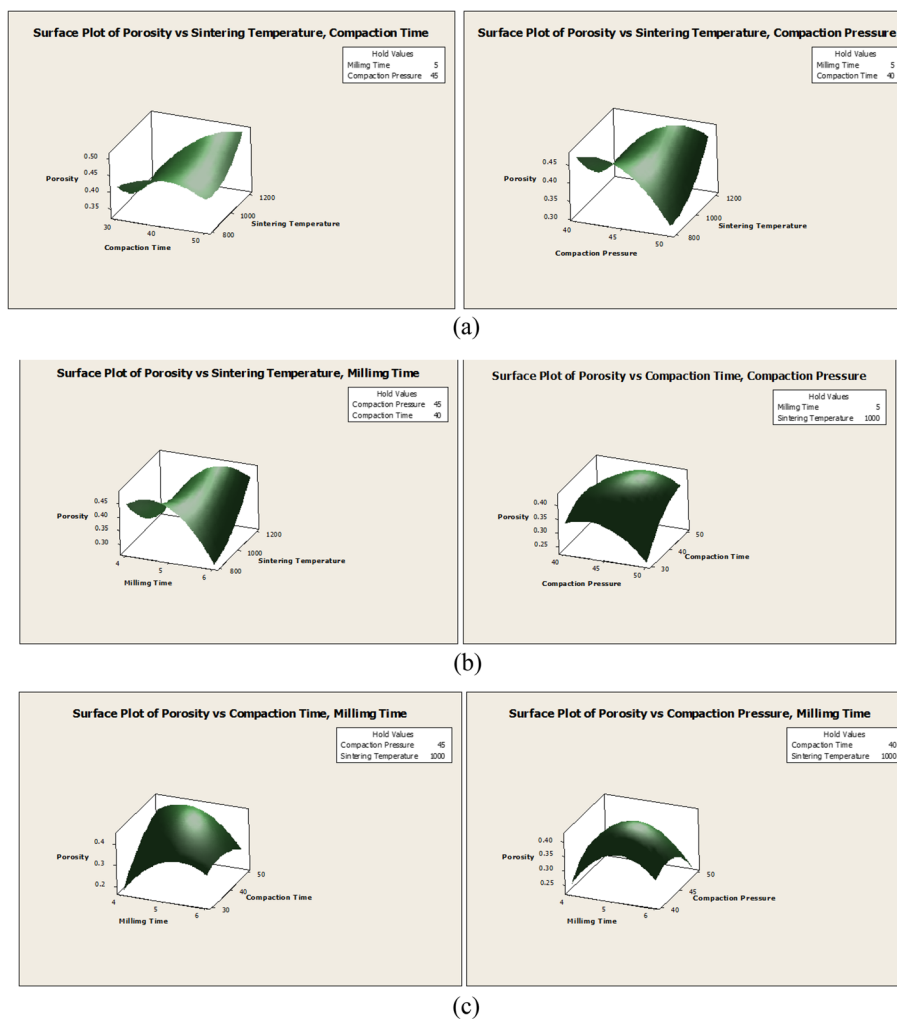 Surface Plot of Porosity vs Sintering Temperature, Compaction Time
Hold Values
Millimg Time 5
Compaction Pressure 45
0.50
0.45
Porosity
0.40
0.35
30
40
50
Compaction Time
800
1000
1200
Sintering Temperature
Surface Plot of Porosity vs Sintering Temperature, Compaction Pressure
Hold Values
Millimg Time 5
Compaction Time 40
0.45
0.40
Porosity
0.35
0.30
40
45
50
Compaction Pressure
800
1000
1200
Sintering Temperature
(a)
Surface Plot of Porosity vs Sintering Temperature, Millimg Time
Hold Values
Compaction Pressure 45
Compaction Time 40
0.45
0.40
Porosity
0.35
0.30
4
5
6
Millimg Time
800
1000
1200
Sintering Temperature
Surface Plot of Porosity vs Compaction Time, Compaction Pressure
Hold Values
Millimg Time 5
Sintering Temperature 1000
0.40
0.35
Porosity
0.30
0.25
40
45
50
Compaction Pressure
30
40
50
Compaction Time
(b)
Surface Plot of Porosity vs Compaction Time, Millimg Time
Hold Values
Compaction Pressure 45
Sintering Temperature 1000
0.4
Porosity
0.3
0.2
4
5
6
Millimg Time
30
40
50
Compaction Time
Surface Plot of Porosity vs Compaction Pressure, Millimg Time
Hold Values
Compaction Time 40
Sintering Temperature 1000
0.40
0.35
Porosity
0.30
0.25
4
5
6
Millimg Time
40
45
50
Compaction Pressure
(c)